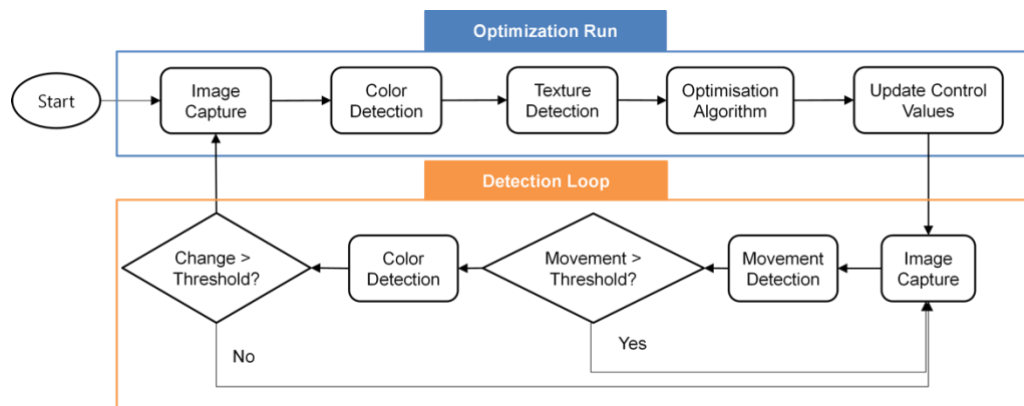 Optimization Run
Start
Image
Capture
Color
Detection
Texture
Detection
Optimisation
Algorithm
Update Control
Values
Detection Loop
Change >
Threshold?
Color
Detection
Movement >
Threshold?
Movement
Detection
Image
Capture
No
Yes